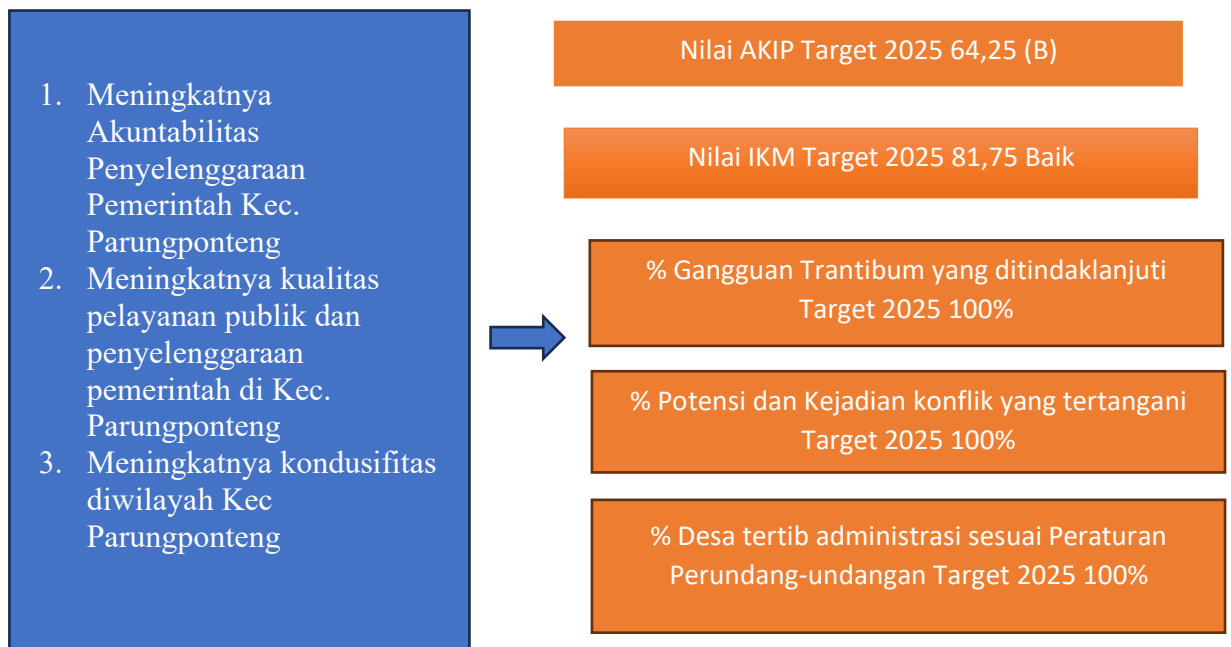 1. Meningkatnya
Akuntabilitas
Penyelenggaraan
Pemerintah Kec.
Parungponteng
2. Meningkatnya kualitas
pelayanan publik dan
penyelenggaraan
pemerintah di Kec.
Parungponteng
3. Meningkatnya kondusifitas
diwilayah Kec
Parungponteng
Nilai AKIP Target 2025 64,25 (B)
Nilai IKM Target 2025 81,75 Baik
% Gangguan Trantibum yang ditindaklanjuti
Target 2025 100%
% Potensi dan Kejadian konflik yang tertangani
Target 2025 100%
% Desa tertib administrasi sesuai Peraturan
Perundang-undangan Target 2025 100%